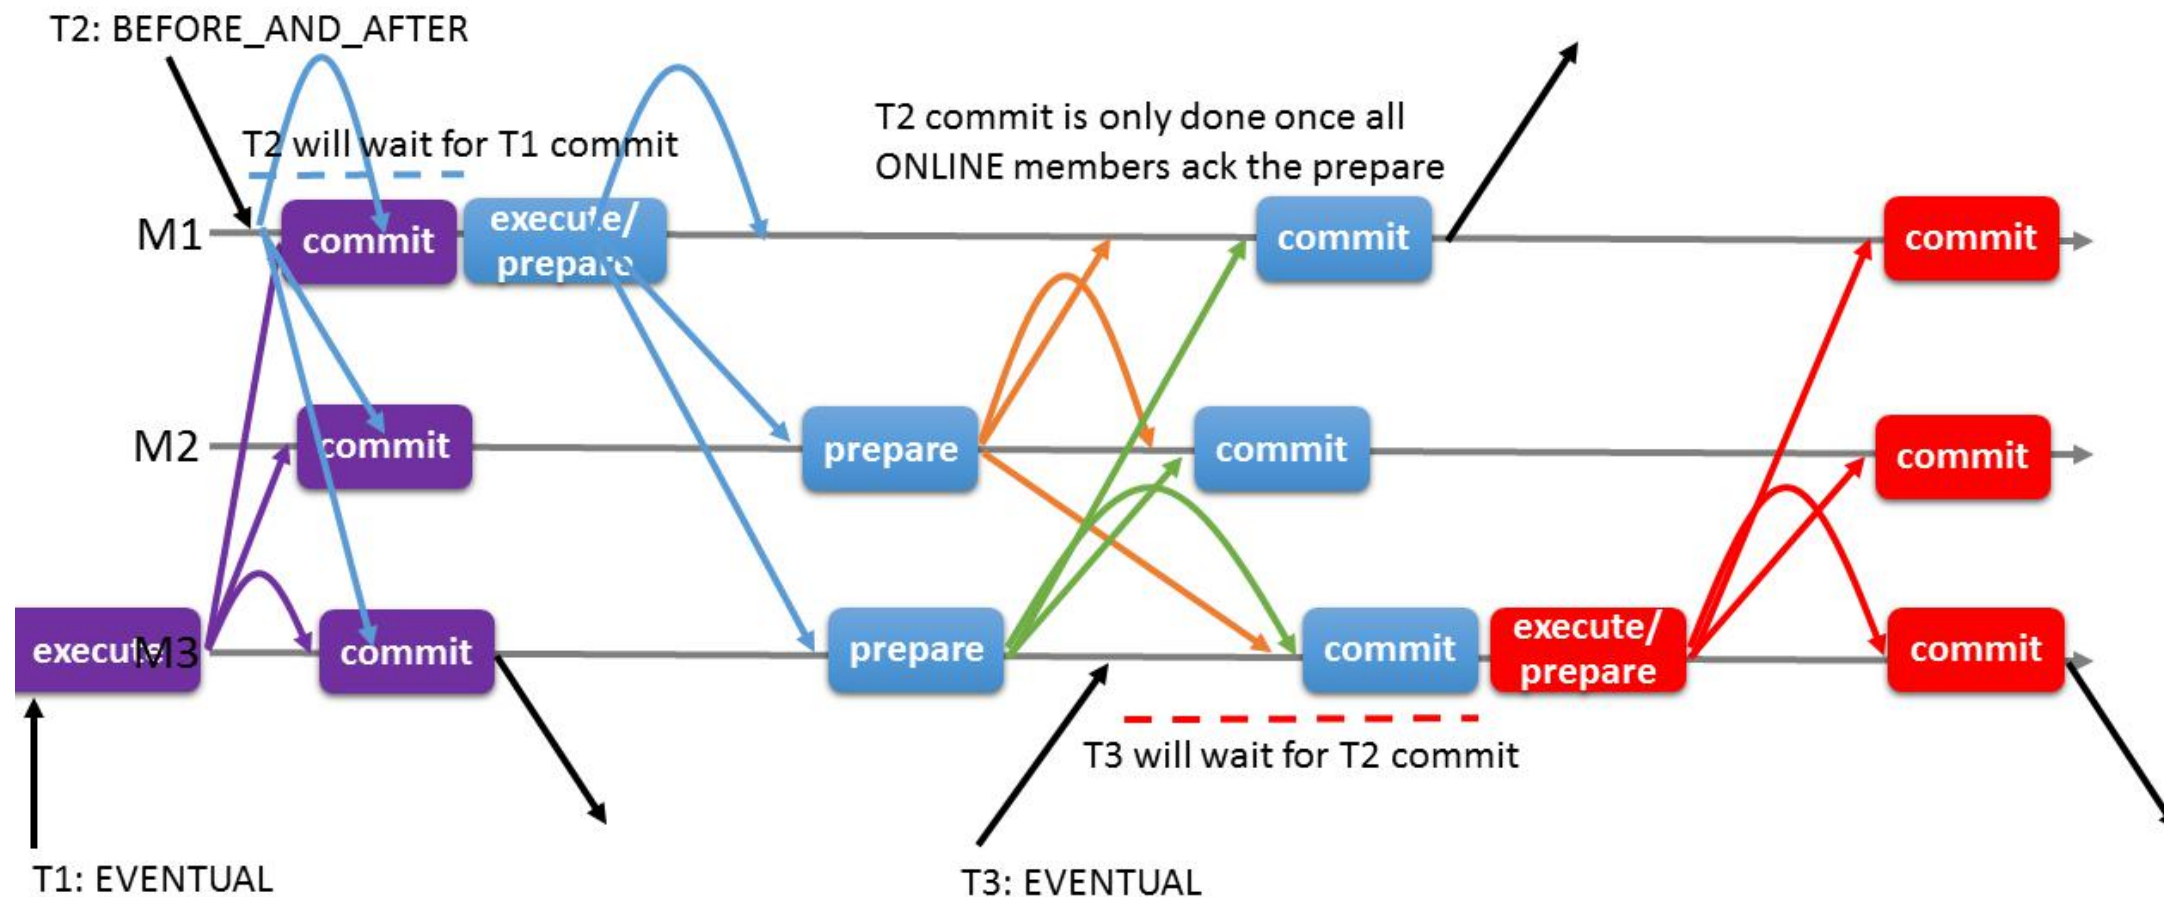 T2: BEFORE_AND_AFTER
T2 will wait for T1 commit
T2 commit is only done once all
ONLINE members ack the prepare
M1
commit
execute/
prepare
commit
commit
M2
commit
prepare
commit
commit
execute
M3
commit
prepare
commit
execute/
prepare
commit
T3 will wait for T2 commit
T1: EVENTUAL
T3: EVENTUAL